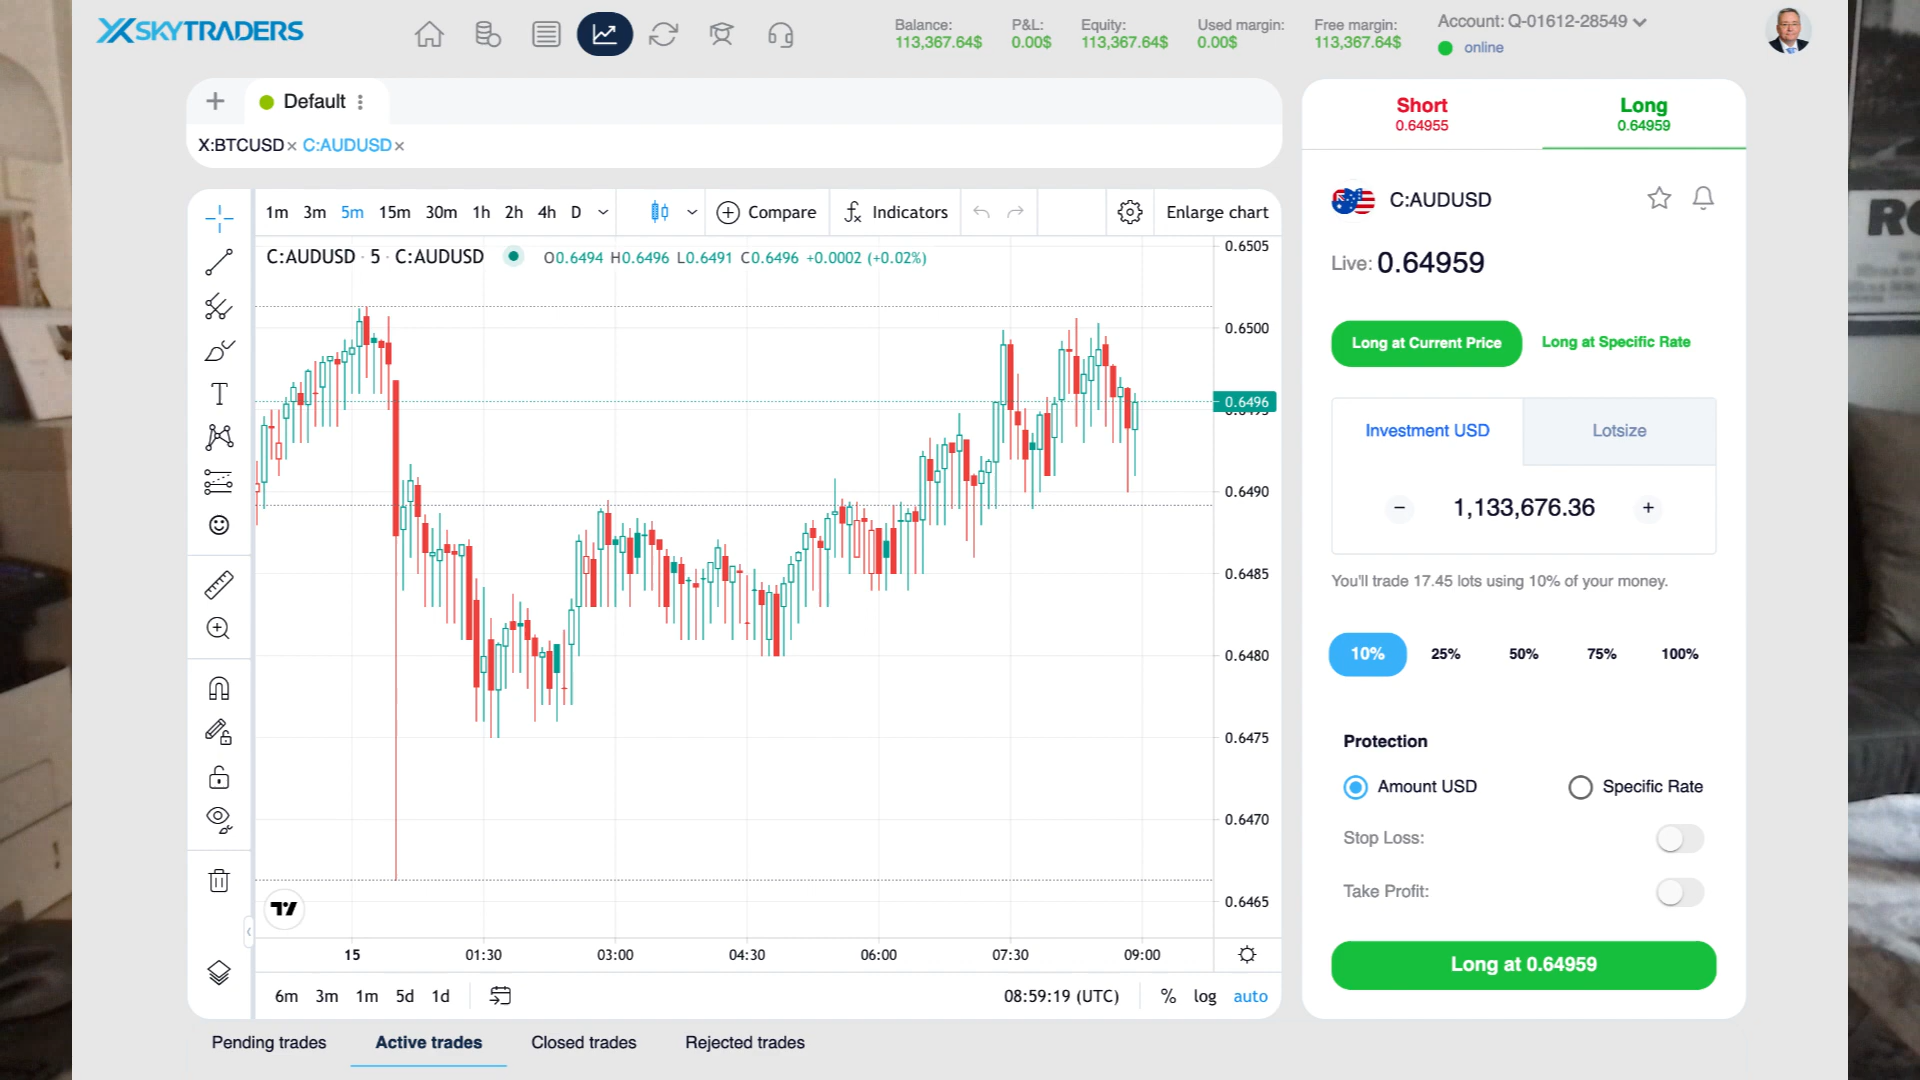 XSKYTRADERS
Balance:
113,367.64$
P&L:
0.00$
Equity:
113,367.64$
Used margin:
0.00$
Free margin:
113,367.64$
Account: Q-01612-28549
online
+ Default
X:BTCUSD× C:AUDUSD×
Short
0.64955
Long
0.64959
1m 3m 5m 15m 30m 1h 2h 4h D Compare Indicators Enlarge chart
C:AUDUSD · 5 · C:AUDUSD O0.6494 H0.6496 L0.6491 C0.6496 +0.0002 (+0.02%)
0.6505
0.6500
0.6496
0.6490
0.6485
0.6480
0.6475
0.6470
0.6465
15 01:30 03:00 04:30 06:00 07:30 09:00
6m 3m 1m 5d 1d 08:59:19 (UTC) % log auto
C:AUDUSD
Live: 0.64959
Long at Current Price Long at Specific Rate
Investment USD Lotsize
− 1,133,676.36 +
You'll trade 17.45 lots using 10% of your money.
10% 25% 50% 75% 100%
Protection
Amount USD Specific Rate
Stop Loss:
Take Profit:
Long at 0.64959
Pending trades Active trades Closed trades Rejected trades